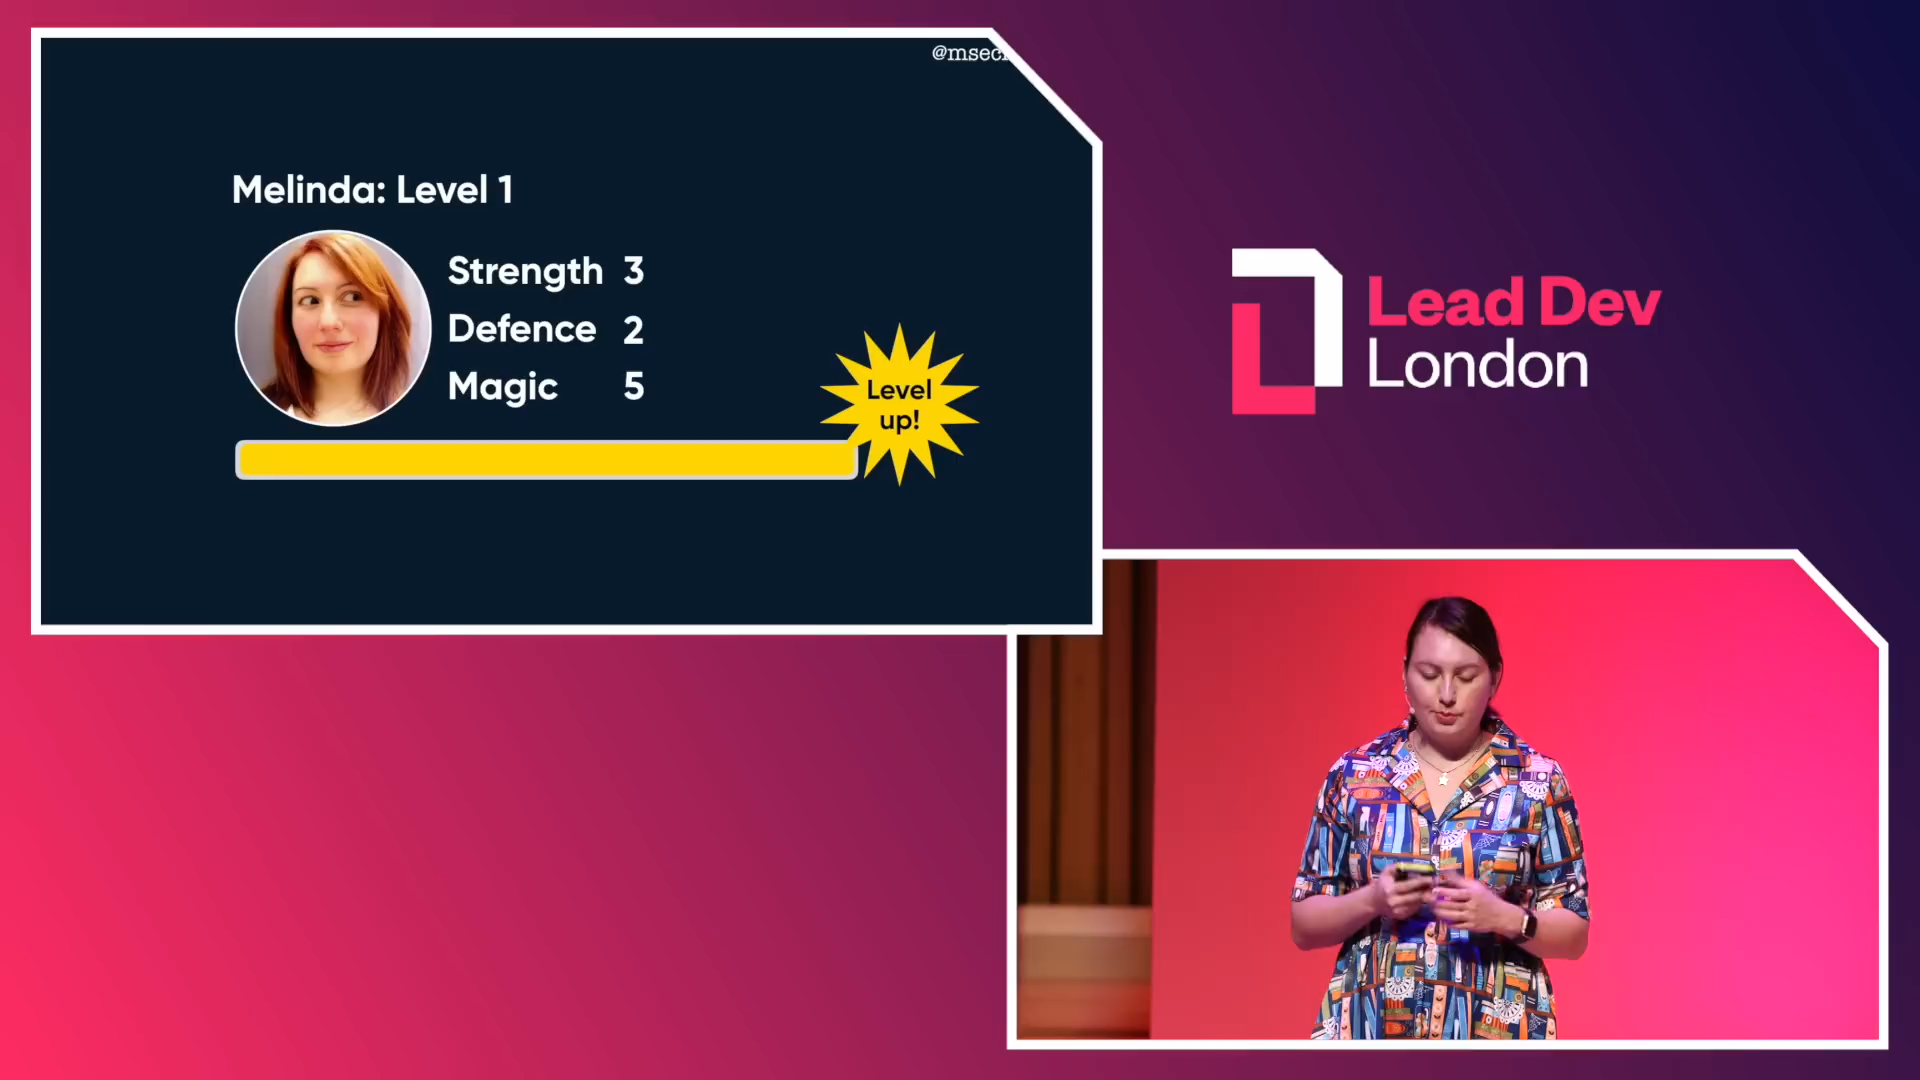 Melinda: Level 1
Strength 3
Defence 2
Magic 5
Level
up!
Lead Dev
London